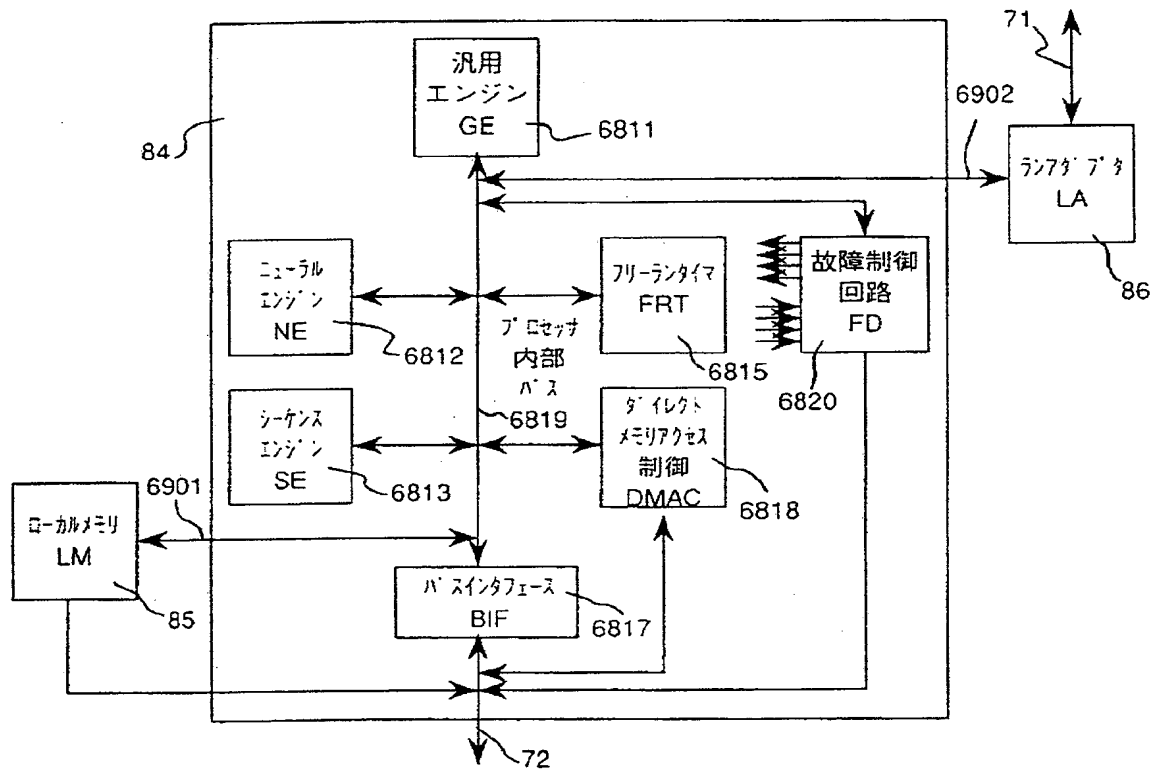 71
汎用
エンジン
GE
6811
6902
84
ランアダプタ
LA
86
ニューラル
エンジン
NE
6812
フリーランタイマ
FRT
6815
故障制御
回路
FD
6820
プロセッサ
内部
バス
6819
シーケンス
エンジン
SE
6813
ダイレクト
メモリアクセス
制御
DMAC
6818
6901
ローカルメモリ
LM
85
バスインタフェース
BIF
6817
72